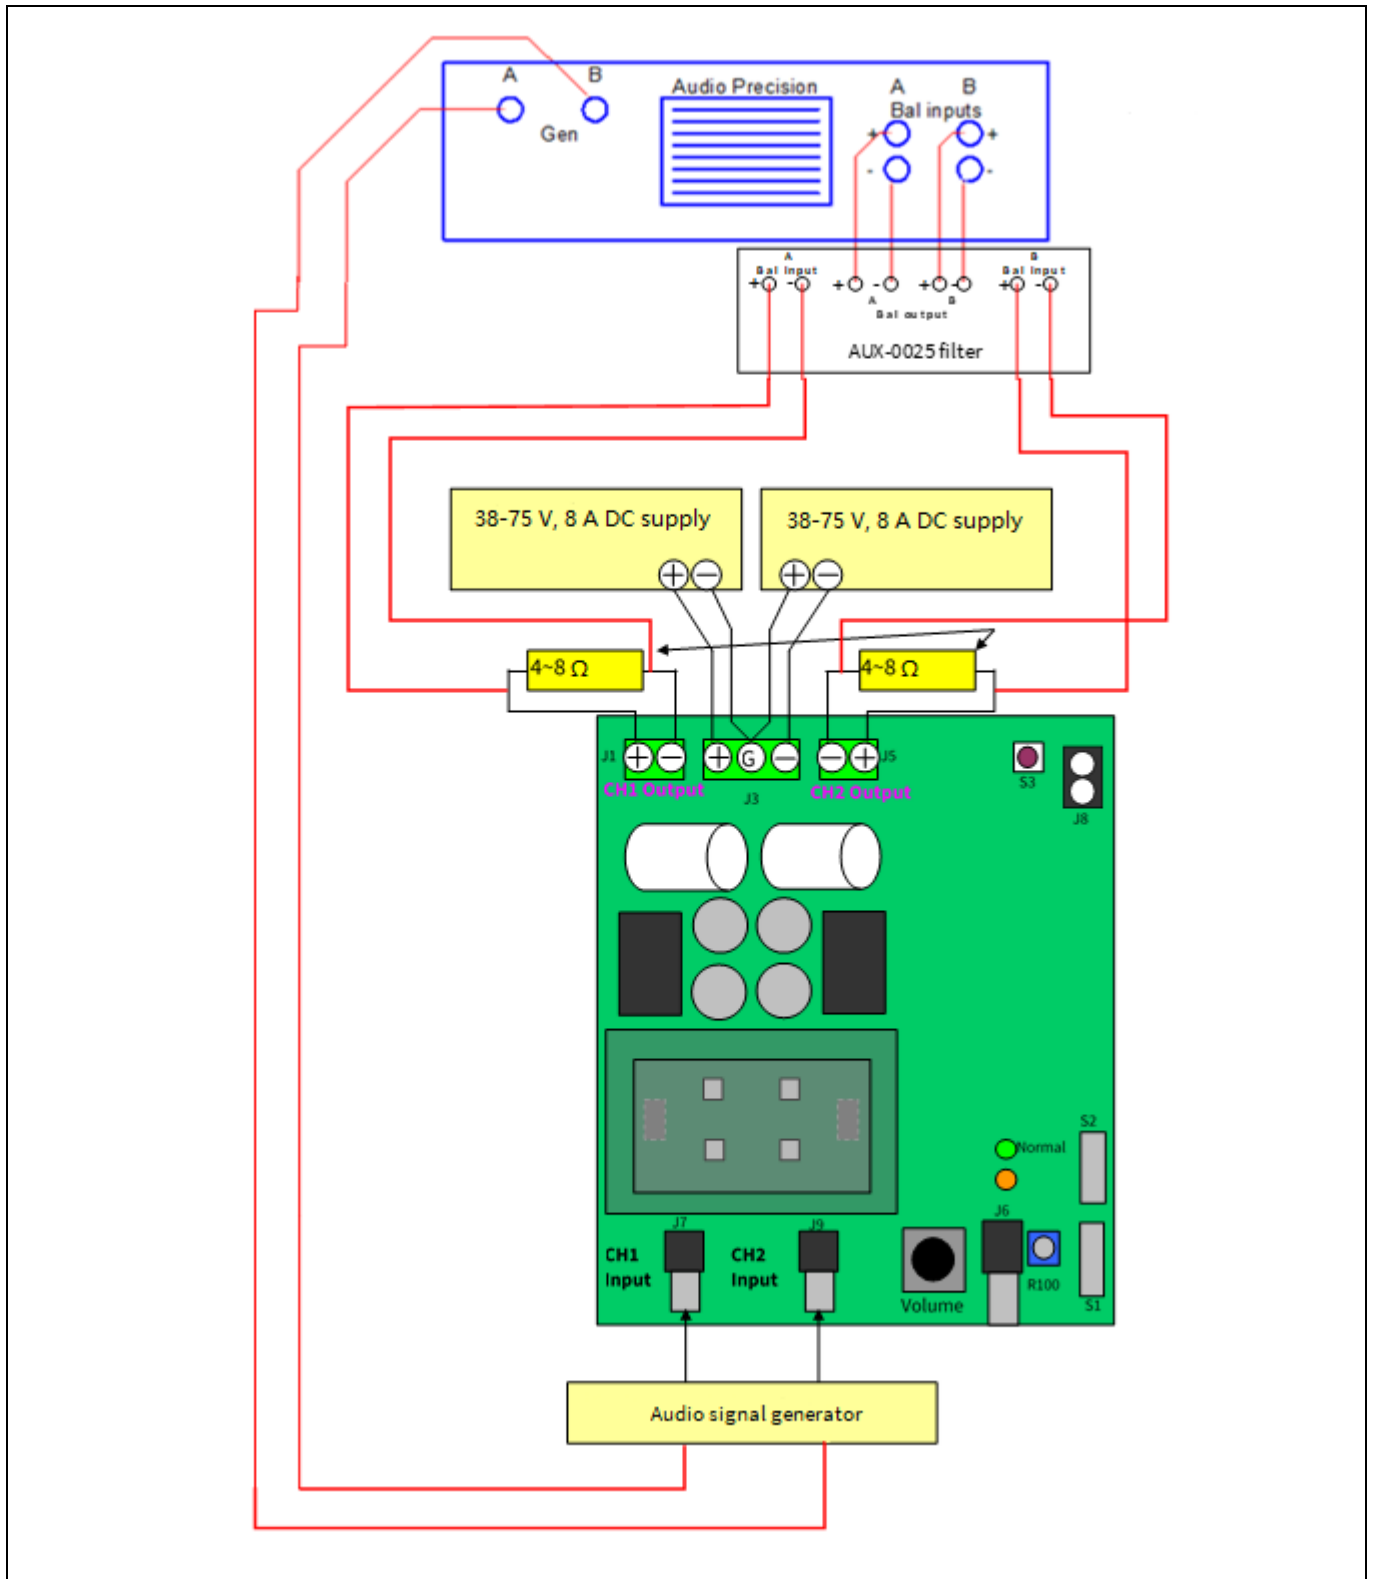 A B
Gen
Audio Precision
A B
Bal inputs
+ +
- -
A
Bal Input
+ -
+ - + -
A B
Bal output
B
Bal Input
+ -
AUX-0025 filter
38-75 V, 8 A DC supply
+ −
38-75 V, 8 A DC supply
+ −
4~8 Ω
4~8 Ω
J1 + −
CH1 Output
+ G −
J3
− + J5
CH2 Output
S3
J8
S2
Normal
J6
J7
J9
CH1
Input
CH2
Input
Volume
R100
S1
Audio signal generator